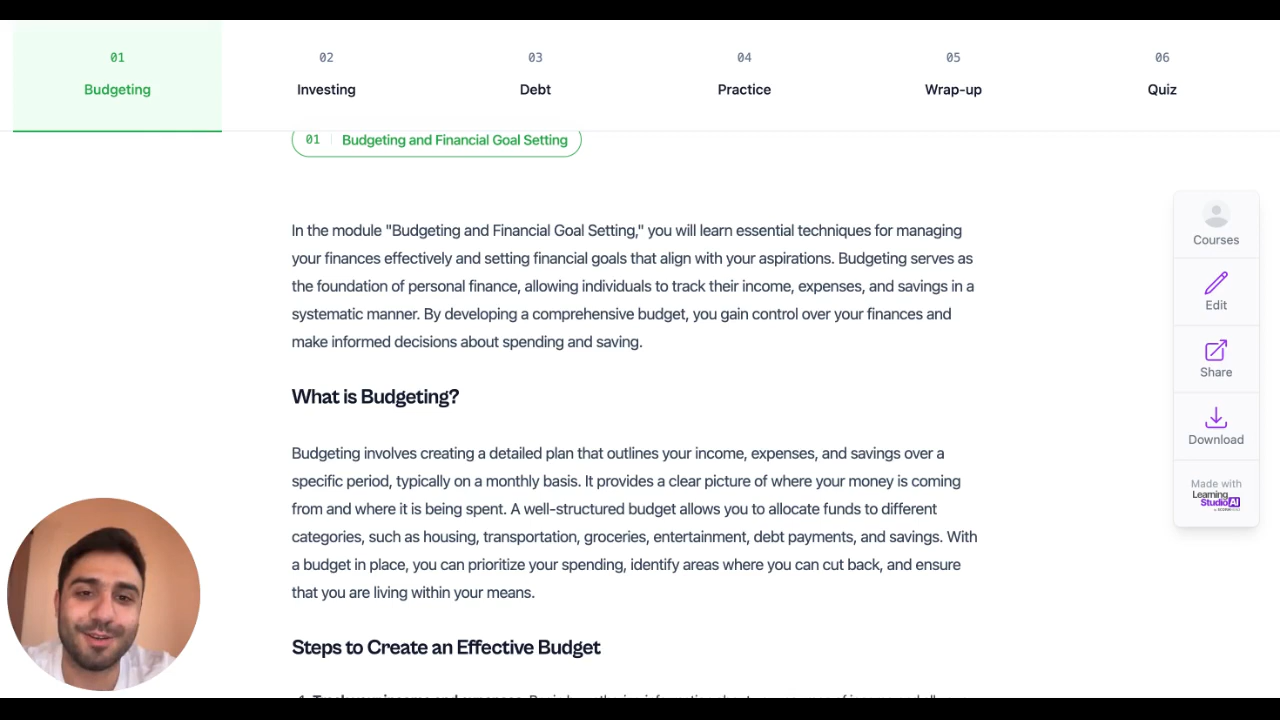 01
Budgeting
02
Investing
03
Debt
04
Practice
05
Wrap-up
06
Quiz
01 Budgeting and Financial Goal Setting
In the module "Budgeting and Financial Goal Setting," you will learn essential techniques for managing
your finances effectively and setting financial goals that align with your aspirations. Budgeting serves as
the foundation of personal finance, allowing individuals to track their income, expenses, and savings in a
systematic manner. By developing a comprehensive budget, you gain control over your finances and
make informed decisions about spending and saving.
What is Budgeting?
Budgeting involves creating a detailed plan that outlines your income, expenses, and savings over a
specific period, typically on a monthly basis. It provides a clear picture of where your money is coming
from and where it is being spent. A well-structured budget allows you to allocate funds to different
categories, such as housing, transportation, groceries, entertainment, debt payments, and savings. With
a budget in place, you can prioritize your spending, identify areas where you can cut back, and ensure
that you are living within your means.
Steps to Create an Effective Budget
Courses
Edit
Share
Download
Made with
Learning
Studio AI